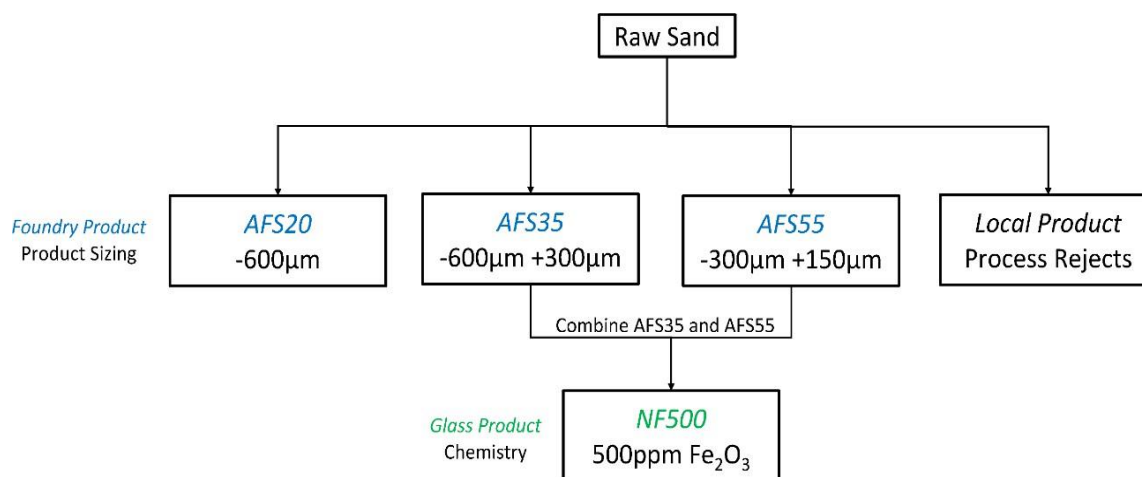 Raw Sand
Foundry Product
Product Sizing
AFS20
-600µm
AFS35
-600µm +300µm
AFS55
-300µm +150µm
Local Product
Process Rejects
Combine AFS35 and AFS55
Glass Product
Chemistry
NF500
500ppm Fe₂O₃